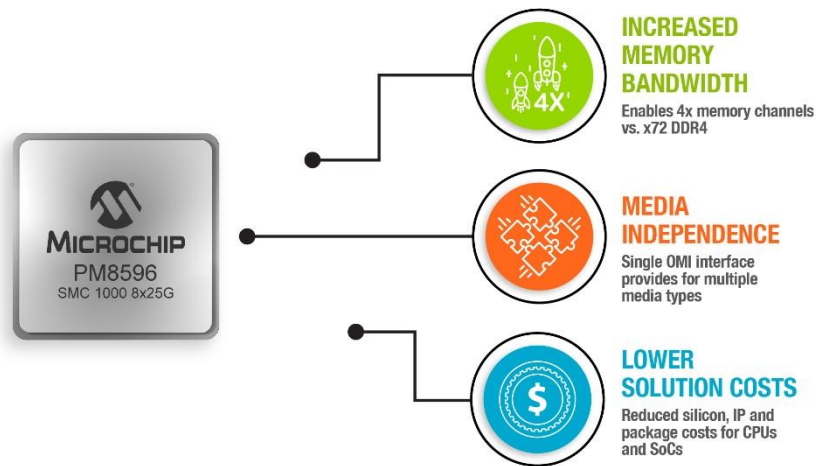 MICROCHIP
PM8596
SMC 1000 8x25G
4X
INCREASED
MEMORY
BANDWIDTH
Enables 4x memory channels
vs. x72 DDR4
MEDIA
INDEPENDENCE
Single OMI interface
provides for multiple
media types
$
LOWER
SOLUTION COSTS
Reduced silicon, IP and
package costs for CPUs
and SoCs